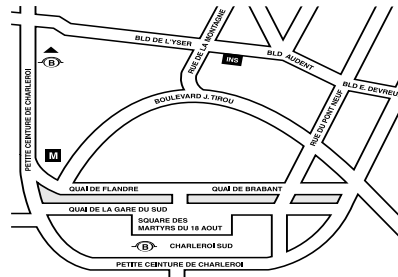 BLD DE L'YSER
RUE DE LA MONTAGNE
INS
BLD AUDENT
BLD E. DEVREU
B
PETITE CEINTURE DE CHARLEROI
BOULEVARD J. TIROU
RUE DU PONT NEUF
M
QUAI DE FLANDRE
QUAI DE BRABANT
QUAI DE LA GARE DU SUD
SQUARE DES
MARTYRS DU 18 AOUT
B
CHARLEROI SUD
PETITE CEINTURE DE CHARLEROI